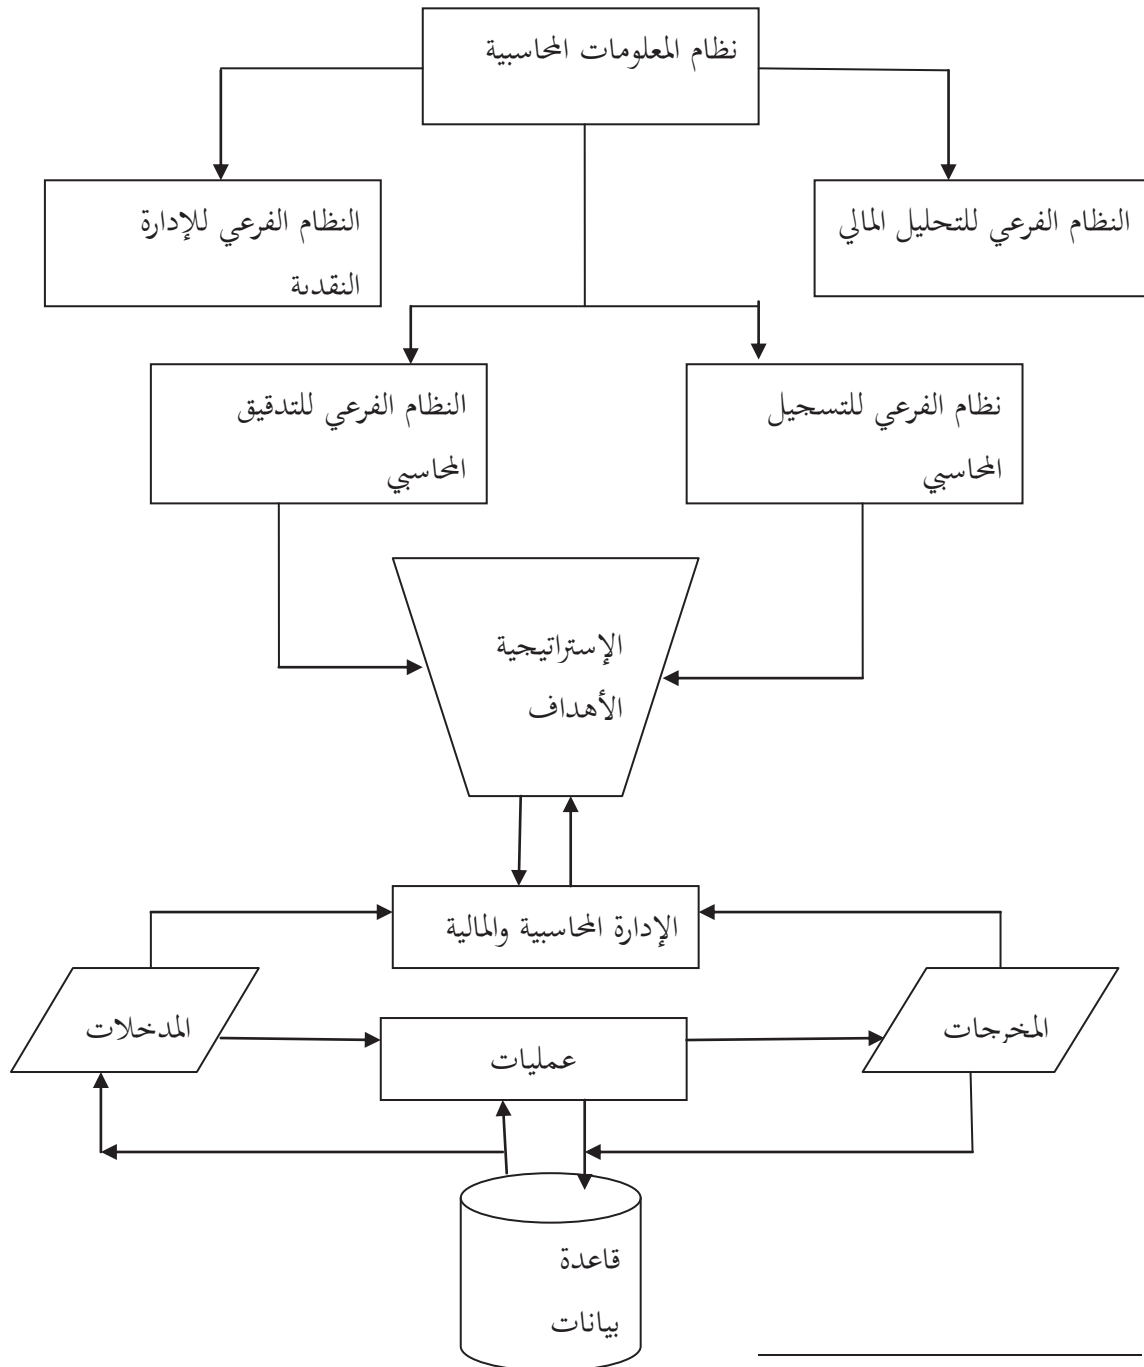 نظام المعلومات المحاسبية
النظام الفرعي للتحليل المالي
النظام الفرعي للإدارة
النقدية
نظام الفرعي للتسجيل
المحاسبي
النظام الفرعي للتدقيق
المحاسبي
الإستراتيجية
الأهداف
الإدارة المحاسبية والمالية
المخرجات
المدخلات
عمليات
قاعدة
بيانات